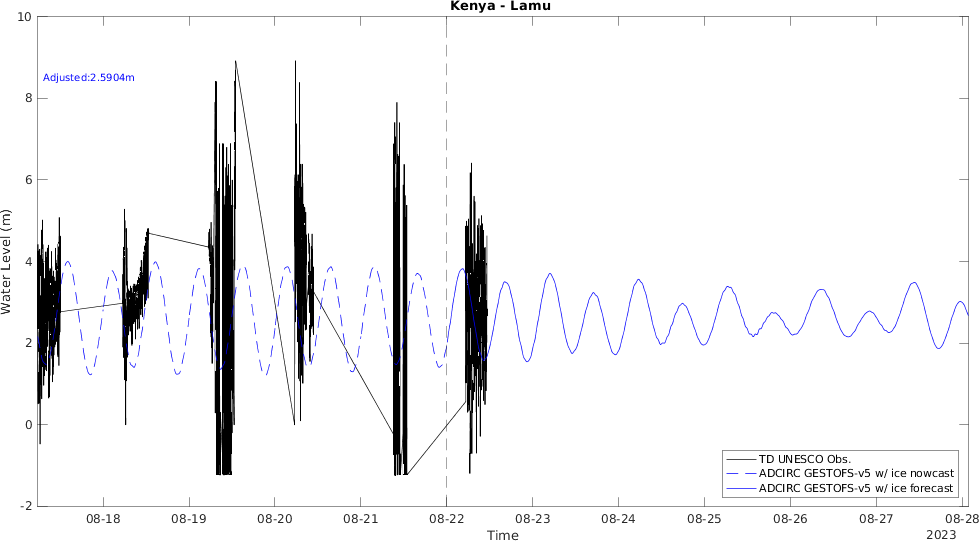 Kenya - Lamu
10
8
6
4
2
0
-2
Water Level (m)
Adjusted:2.5904m
TD UNESCO Obs.
ADCIRC GESTOFS-v5 w/ ice nowcast
ADCIRC GESTOFS-v5 w/ ice forecast
08-18 08-19 08-20 08-21 08-22 08-23 08-24 08-25 08-26 08-27 08-28
Time
2023